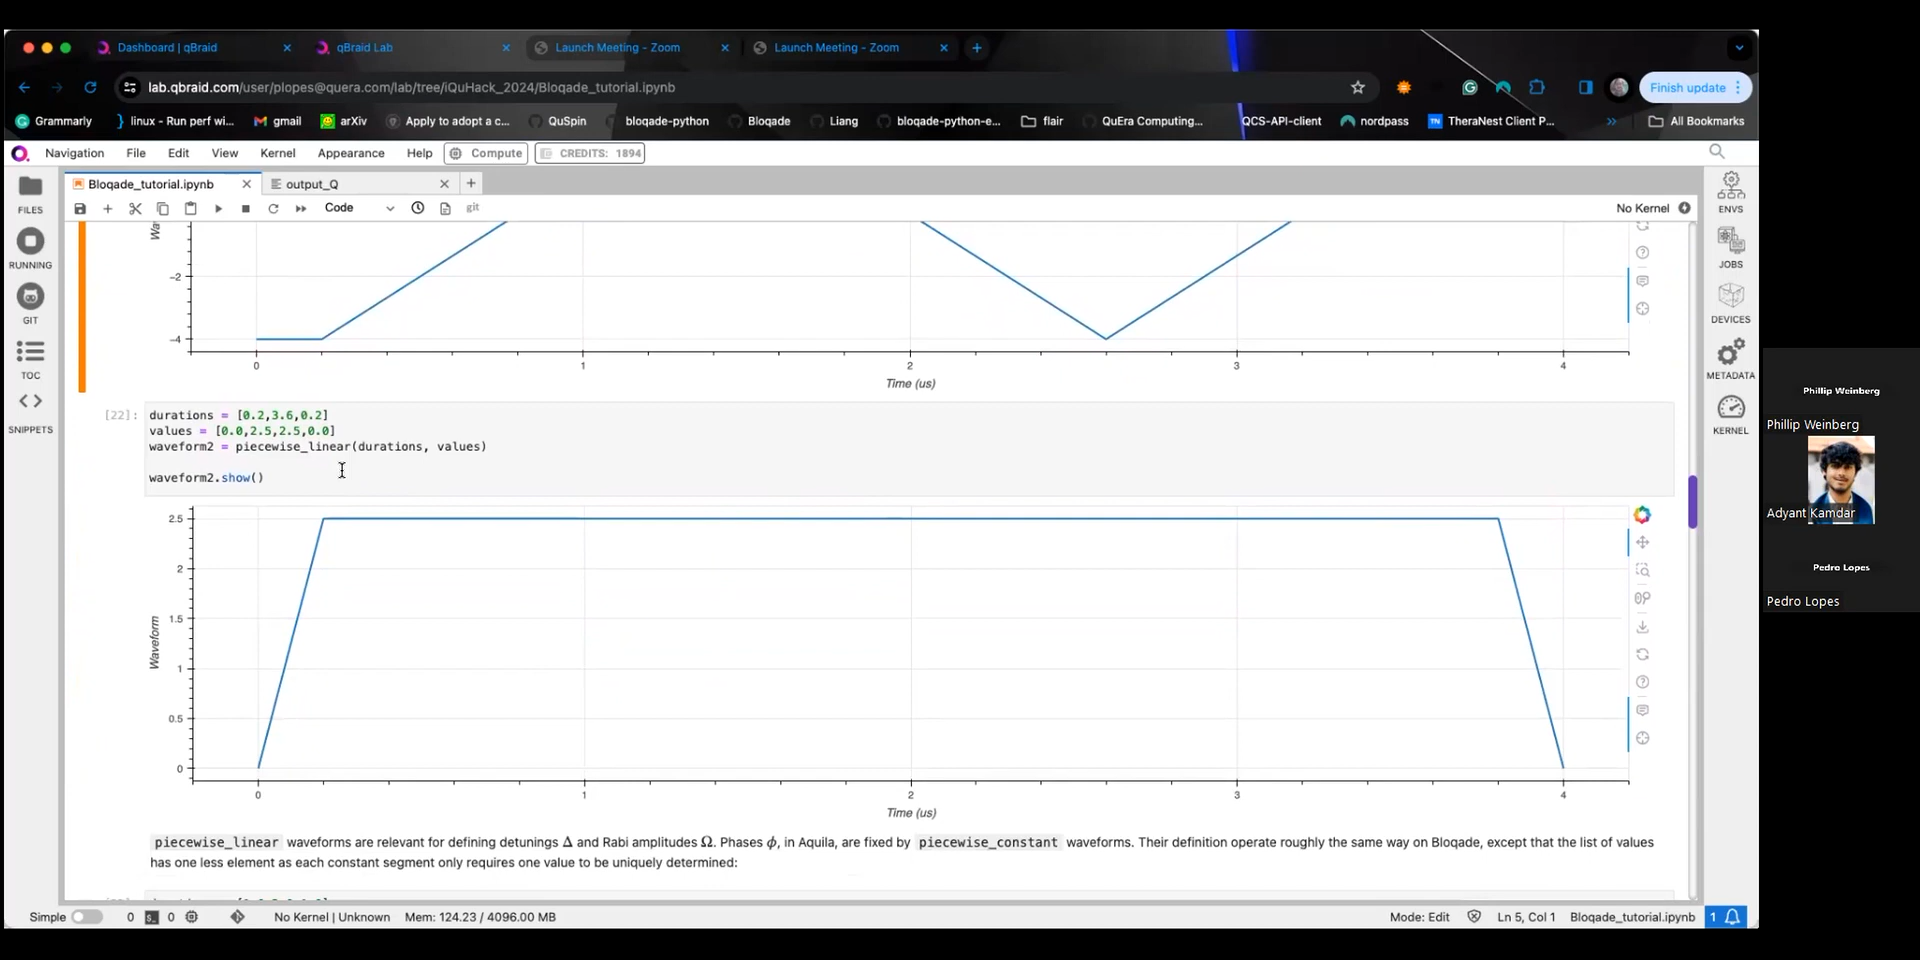 Dashboard | qBraid
qBraid Lab
Launch Meeting - Zoom
Launch Meeting - Zoom
lab.qbraid.com/user/plopes@quera.com/lab/tree/iQuHack_2024/Bloqade_tutorial.ipynb
Finish update
Grammarly
linux - Run perf wi...
gmail
arXiv
Apply to adopt a c...
QuSpin
bloqade-python
Bloqade
Liang
bloqade-python-e...
flair
QuEra Computing...
QCS-API-client
nordpass
TN
TheraNest Client P...
»
All Bookmarks
Navigation File Edit View Kernel Appearance Help Compute CREDITS: 1894
Bloqade_tutorial.ipynb
output_Q
Code
git
No Kernel
FILES
RUNNING
GIT
TOC
SNIPPETS
-2
-4
0 1 2 3 4
Time (us)
[22]:
durations = [0.2,3.6,0.2]
values = [0.0,2.5,2.5,0.0]
waveform2 = piecewise_linear(durations, values)
waveform2.show()
2.5
2
1.5
1
0.5
0
Waveform
0 1 2 3 4
Time (us)
piecewise_linear waveforms are relevant for defining detunings Δ and Rabi amplitudes Ω. Phases ϕ, in Aquila, are fixed by piecewise_constant waveforms. Their definition operate roughly the same way on Bloqade, except that the list of values
has one less element as each constant segment only requires one value to be uniquely determined:
ENVS
JOBS
DEVICES
METADATA
KERNEL
Simple 0 0 No Kernel | Unknown Mem: 124.23 / 4096.00 MB Mode: Edit Ln 5, Col 1 Bloqade_tutorial.ipynb 1
Phillip Weinberg
Phillip Weinberg
Adyant Kamdar
Pedro Lopes
Pedro Lopes